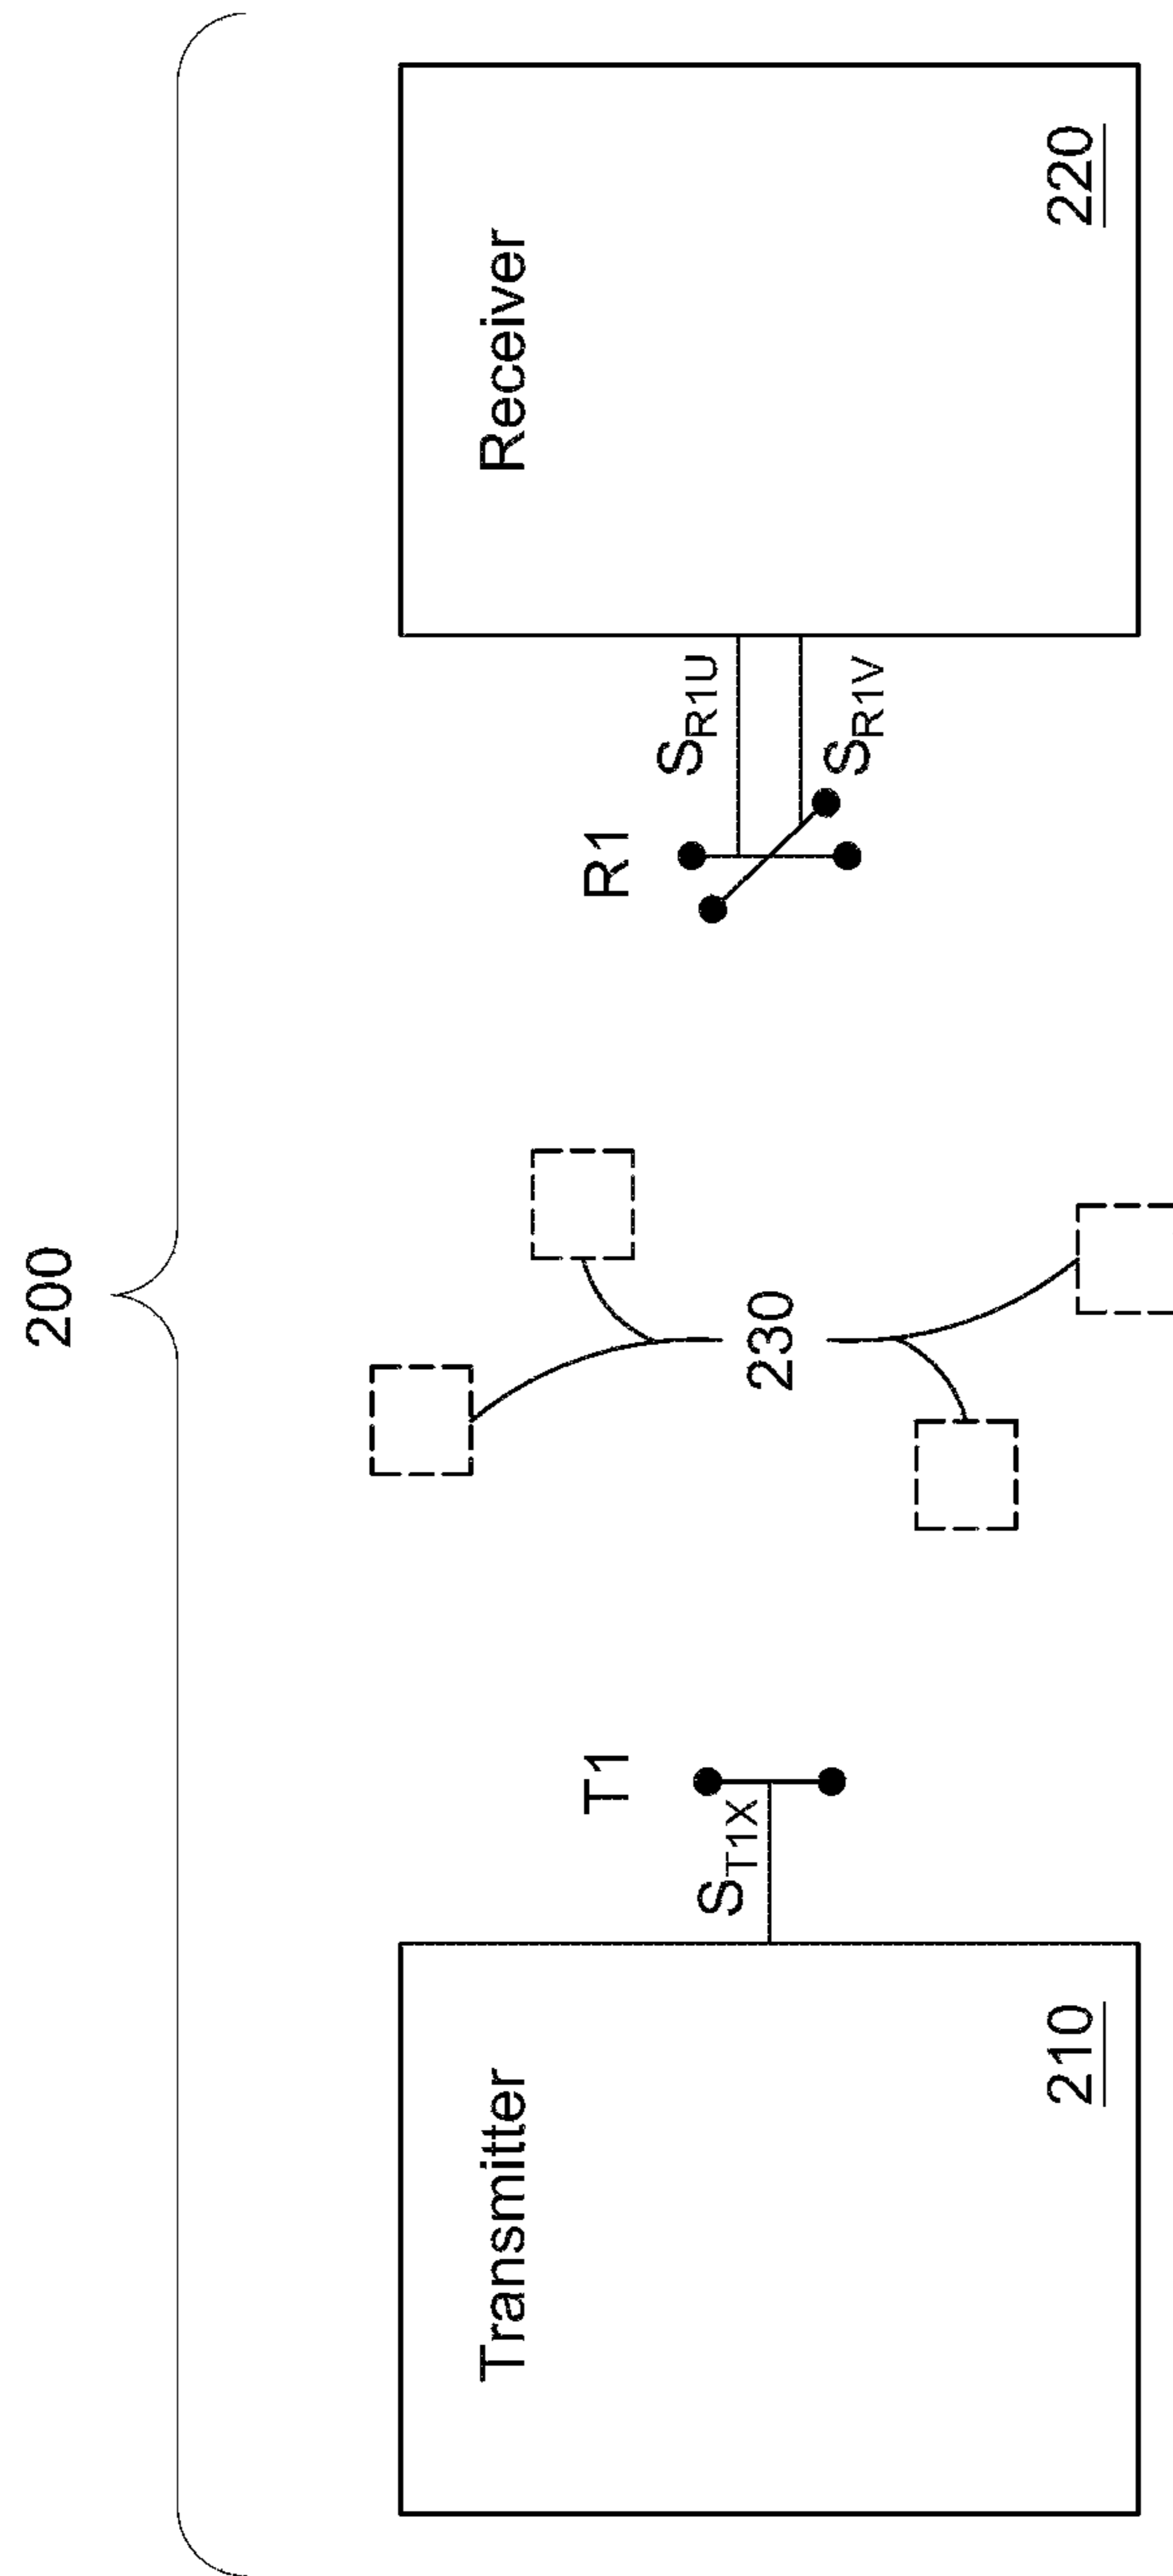 200
Transmitter
210
S_T1X
T1
230
R1
S_R1U
S_R1V
Receiver
220